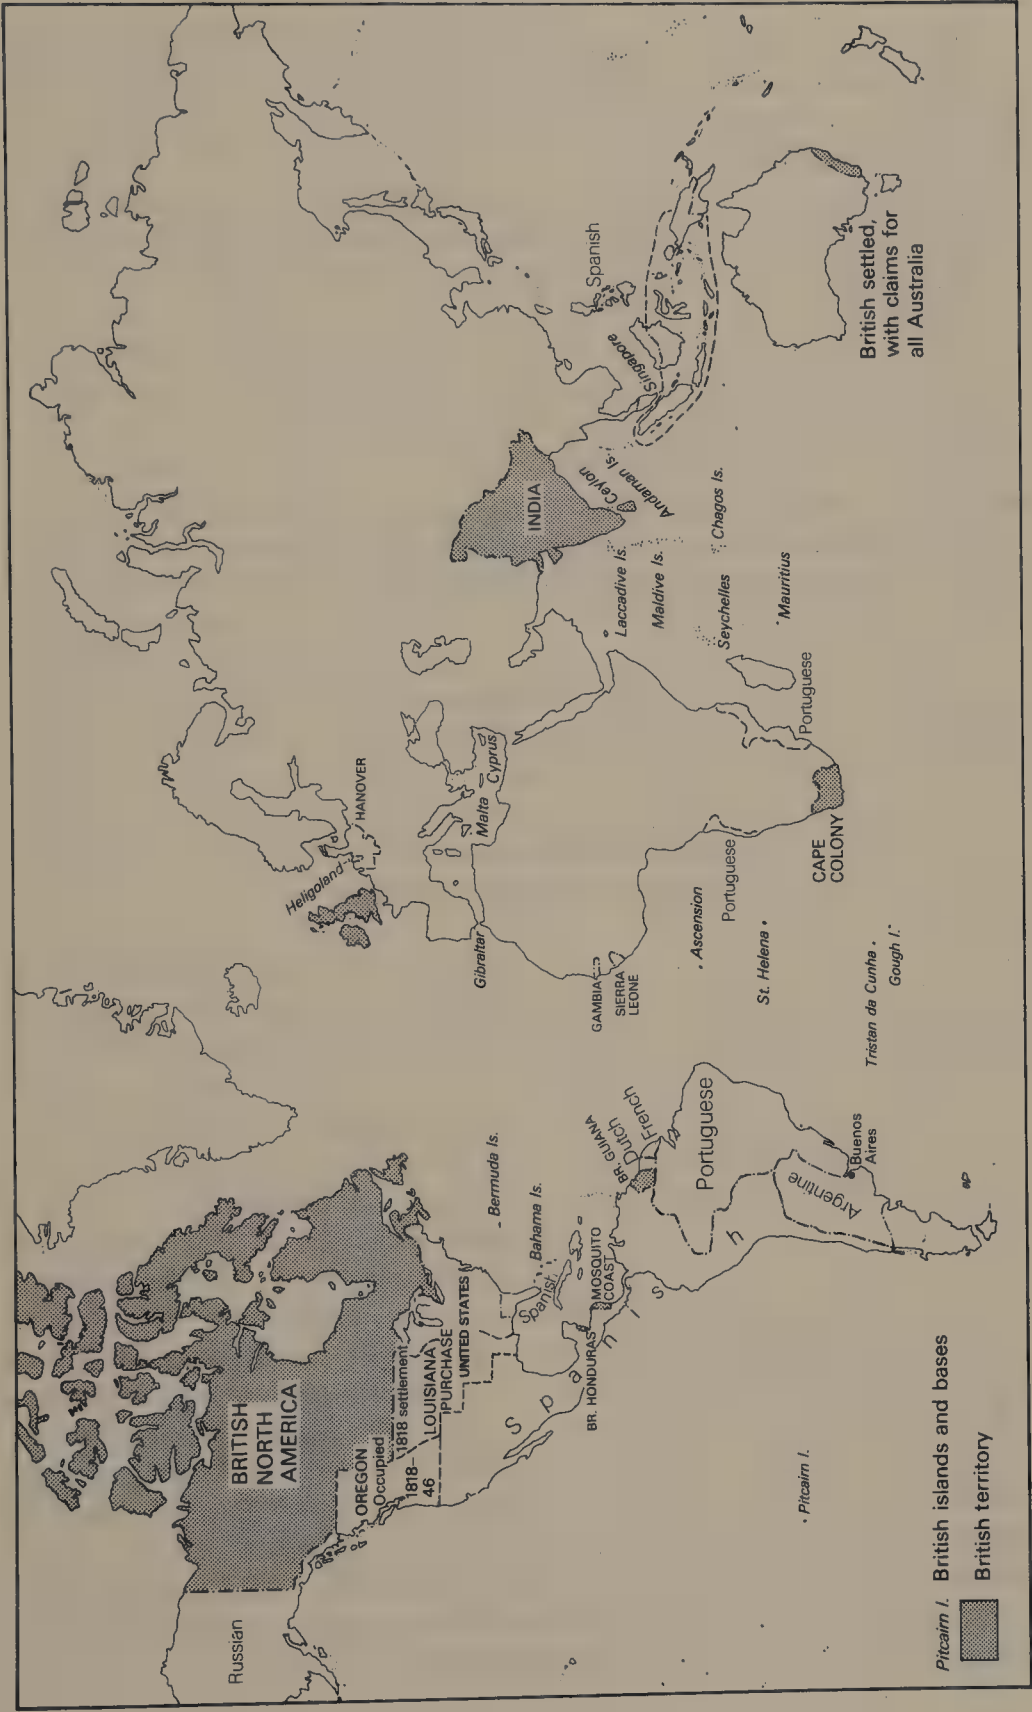 Russian
BRITISH
NORTH
AMERICA
OREGON
Occupied
1818–
46
1818 settlement
LOUISIANA
PURCHASE
UNITED STATES
Bermuda Is.
Bahama Is.
Spanish
Spanish
BR. HONDURAS
MOSQUITO
COAST
BR. GUIANA
Dutch
French
Portuguese
Argentine
Buenos
Aires
Pitcairn I.
Heligoland
HANOVER
Gibraltar
Malta
Cyprus
GAMBIA
SIERRA
LEONE
Ascension
St. Helena
Tristan da Cunha
Gough I.
Portuguese
CAPE
COLONY
Portuguese
Mauritius
Seychelles
Chagos Is.
Maldive Is.
Laccadive Is.
INDIA
Ceylon
Andaman Is.
Singapore
Spanish
British settled,
with claims for
all Australia
Pitcairn I. British islands and bases
British territory